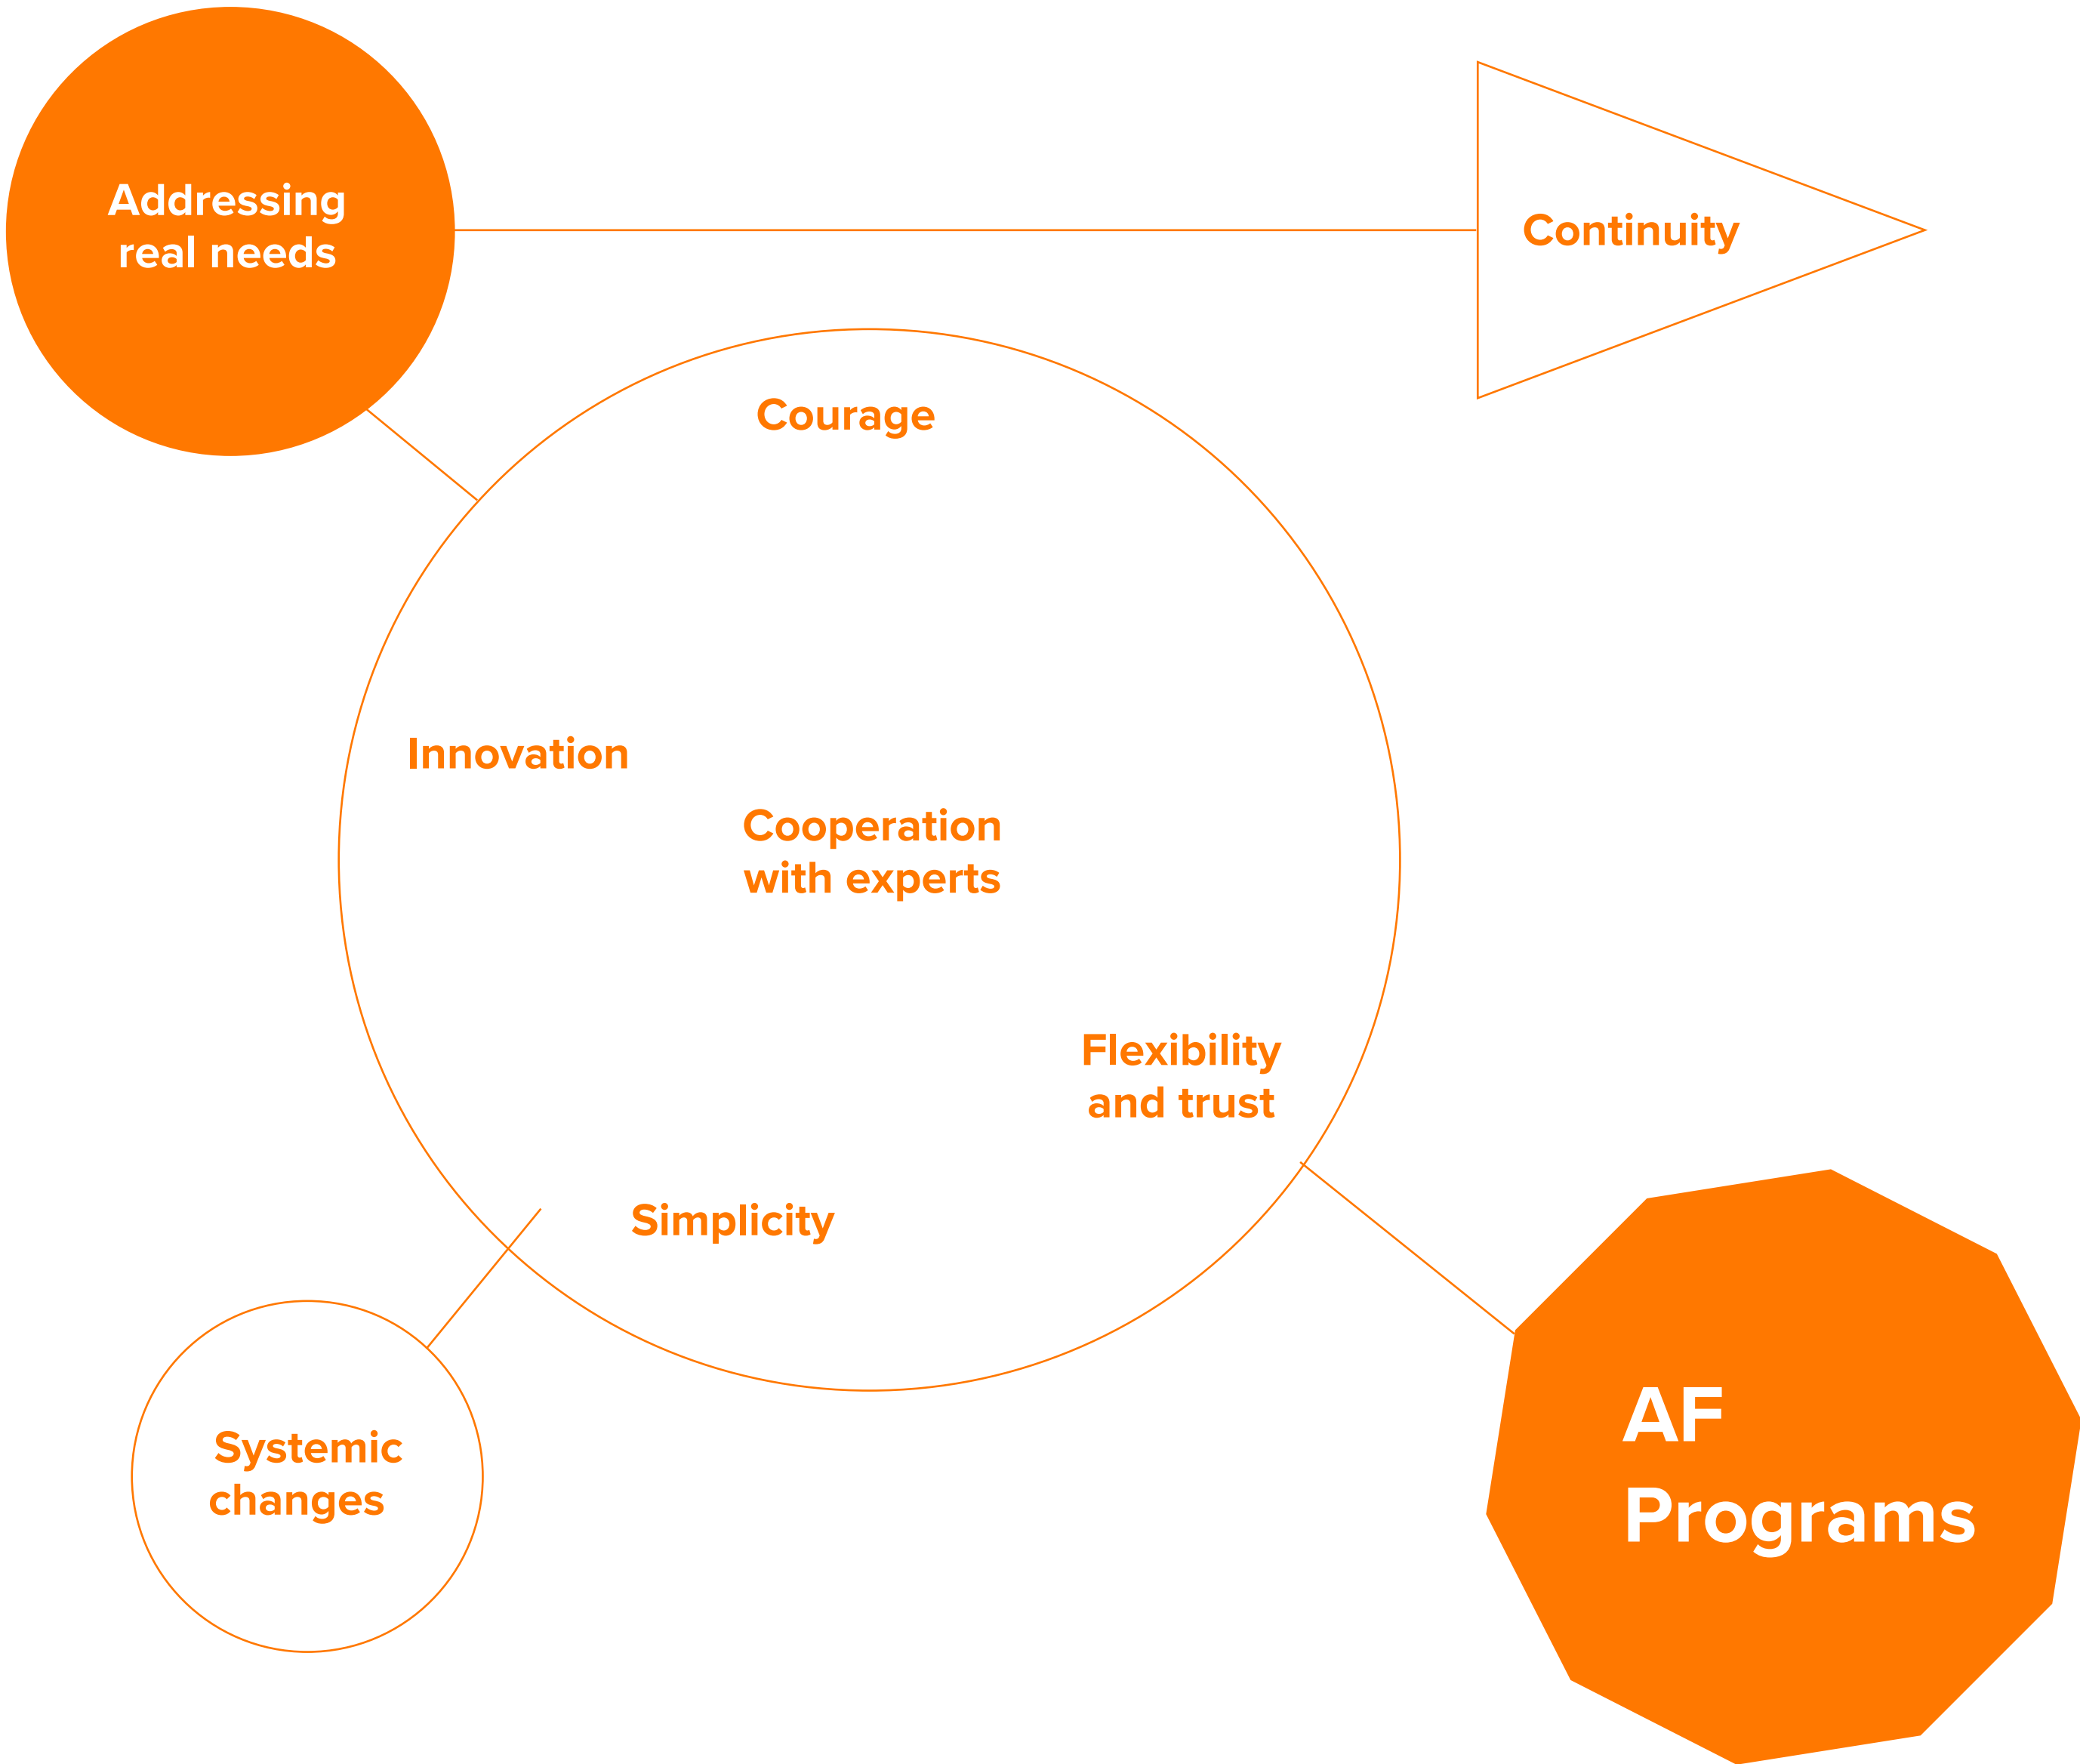 Addressing
real needs
Continuity
Courage
Innovation
Cooperation
with experts
Flexibility
and trust
Simplicity
Systemic
changes
AF
Programs